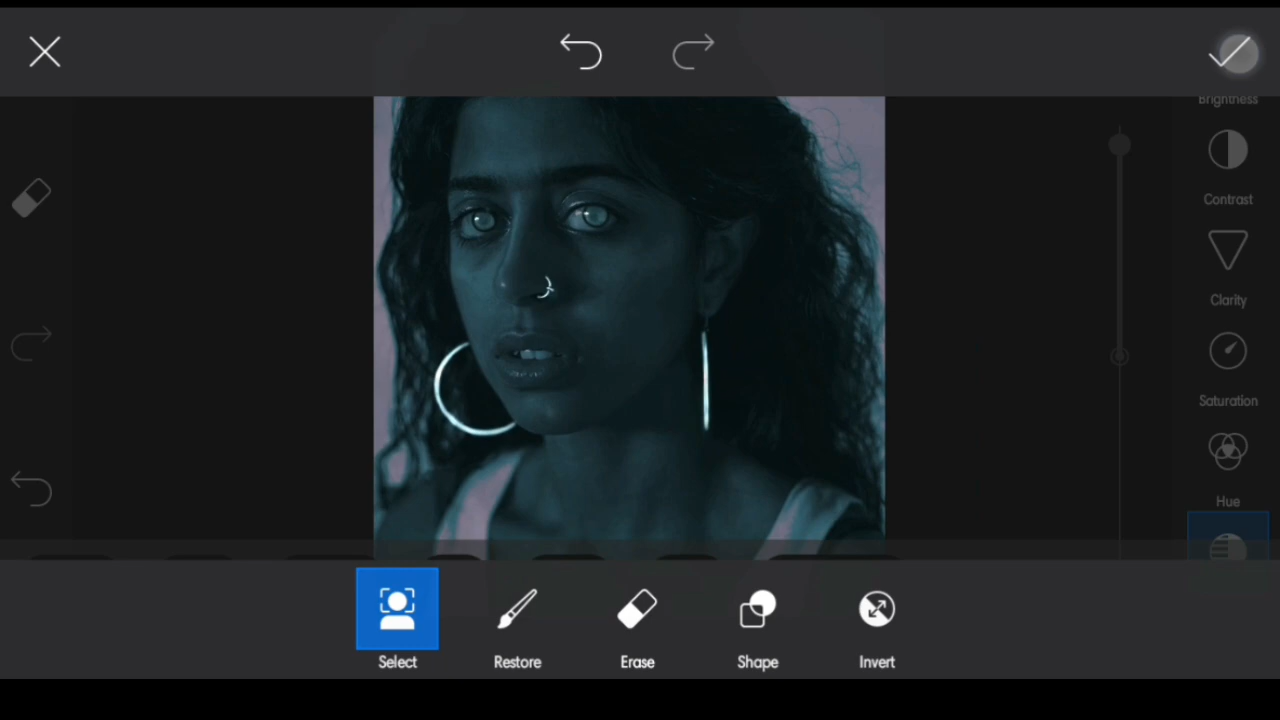 Brightness
Contrast
Clarity
Saturation
Hue
Select
Restore
Erase
Shape
Invert